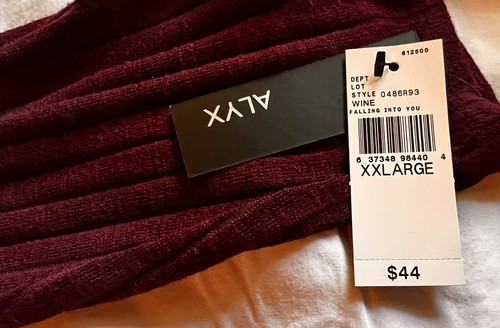 ALYX
612500
DEPT
LOT
STYLE 0486R93
WINE
FALLING INTO YOU
6 37348 98440 4
XXLARGE
$44